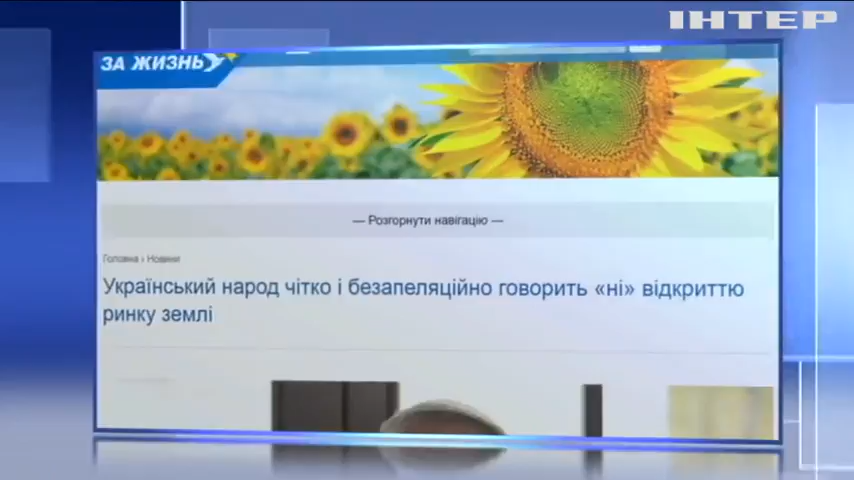 ІНТЕР
ЗА ЖИЗНЬ
— Розгорнути навігацію —
Головна › Новини
Український народ чітко і безапеляційно говорить «ні» відкриттю
ринку землі